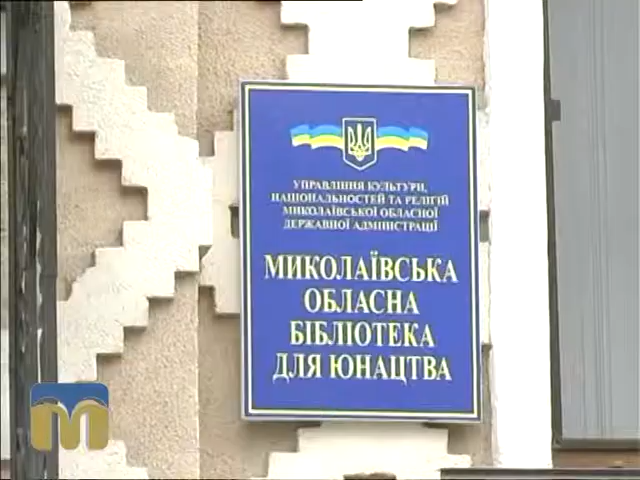 УПРАВЛІННЯ КУЛЬТУРИ,
НАЦІОНАЛЬНОСТЕЙ ТА РЕЛІГІЙ
МИКОЛАЇВСЬКОЇ ОБЛАСНОЇ
ДЕРЖАВНОЇ АДМІНІСТРАЦІЇ
МИКОЛАЇВСЬКА
ОБЛАСНА
БІБЛІОТЕКА
ДЛЯ ЮНАЦТВА
М